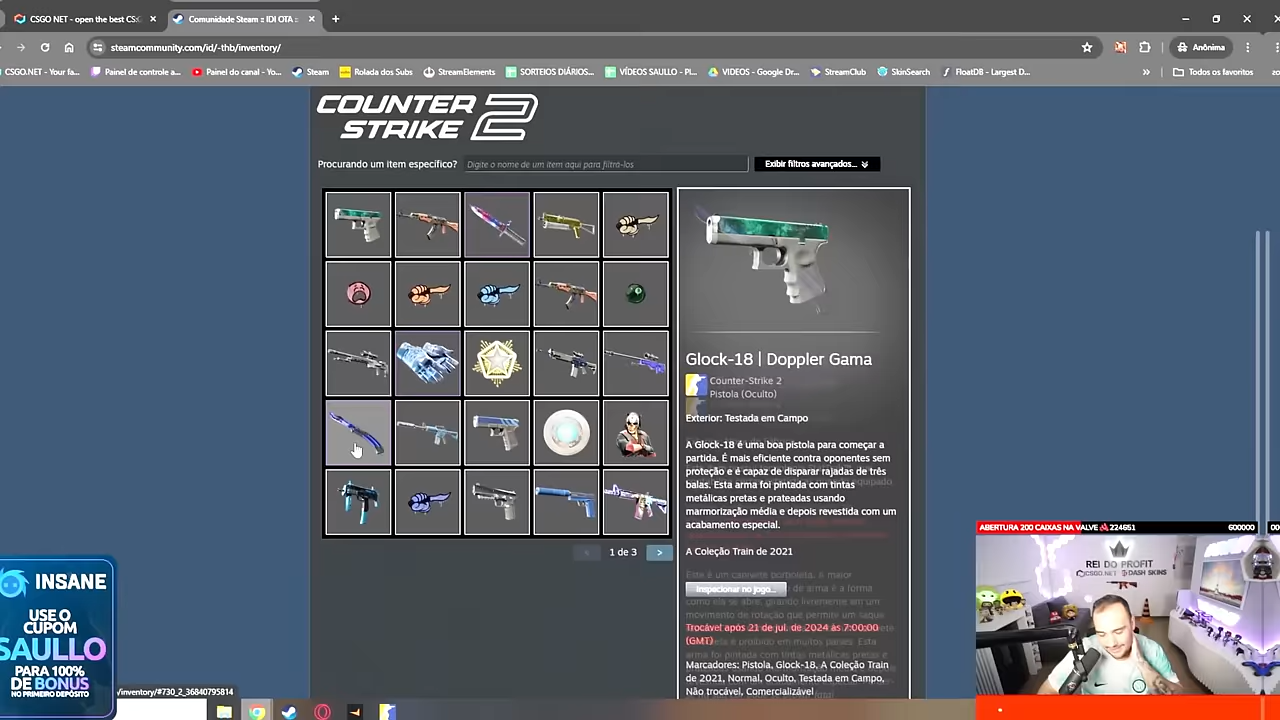 CSGO NET - open the best CS:
Comunidade Steam :: IDI OTA ::
steamcommunity.com/id/-thb/inventory/
Anônima
CSGO.NET - Your fa...
Painel de controle a...
Painel do canal - Yo...
Steam
Rolada dos Subs
StreamElements
SORTEIOS DIÁRIOS...
VÍDEOS SAULLO - Pl...
VIDEOS - Google Dr...
StreamClub
SkinSearch
FloatDB - Largest D...
Todos os favoritos
COUNTER
STRIKE 2
Procurando um item específico?
Digite o nome de um item aqui para filtrá-los
Exibir filtros avançados...
Glock-18 | Doppler Gama
Counter-Strike 2
Pistola (Oculto)
Exterior: Testada em Campo
A Glock-18 é uma boa pistola para começar a
partida. É mais eficiente contra oponentes sem
proteção e é capaz de disparar rajadas de três
balas. Esta arma foi pintada com tintas
metálicas pretas e prateadas usando
marmorização média e depois revestida com um
acabamento especial.
A Coleção Train de 2021
Inspecionar no jogo...
Trocável após 21 de jul. de 2024 às 7:00:00
(GMT)
Marcadores: Pistola, Glock-18, A Coleção Train
de 2021, Normal, Oculto, Testada em Campo,
Não trocável, Comercializável
1 de 3
INSANE
USE O
CUPOM
SAULLO
PARA 100%
DE BONUS
NO PRIMEIRO DEPÓSITO
/inventory/#730_2_36840795814
ABERTURA 200 CAIXAS NA VALVE 224651
600000
REI DO PROFIT
CSGO.NET DASH SKINS